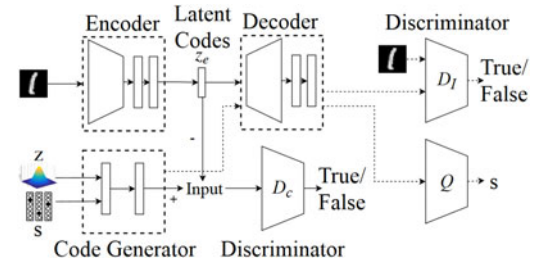 Encoder
Latent
Codes
Decoder
Discriminator
z_e
D_I
True/
False
z
s
-
+
Input
D_c
True/
False
Q
s
Code Generator
Discriminator